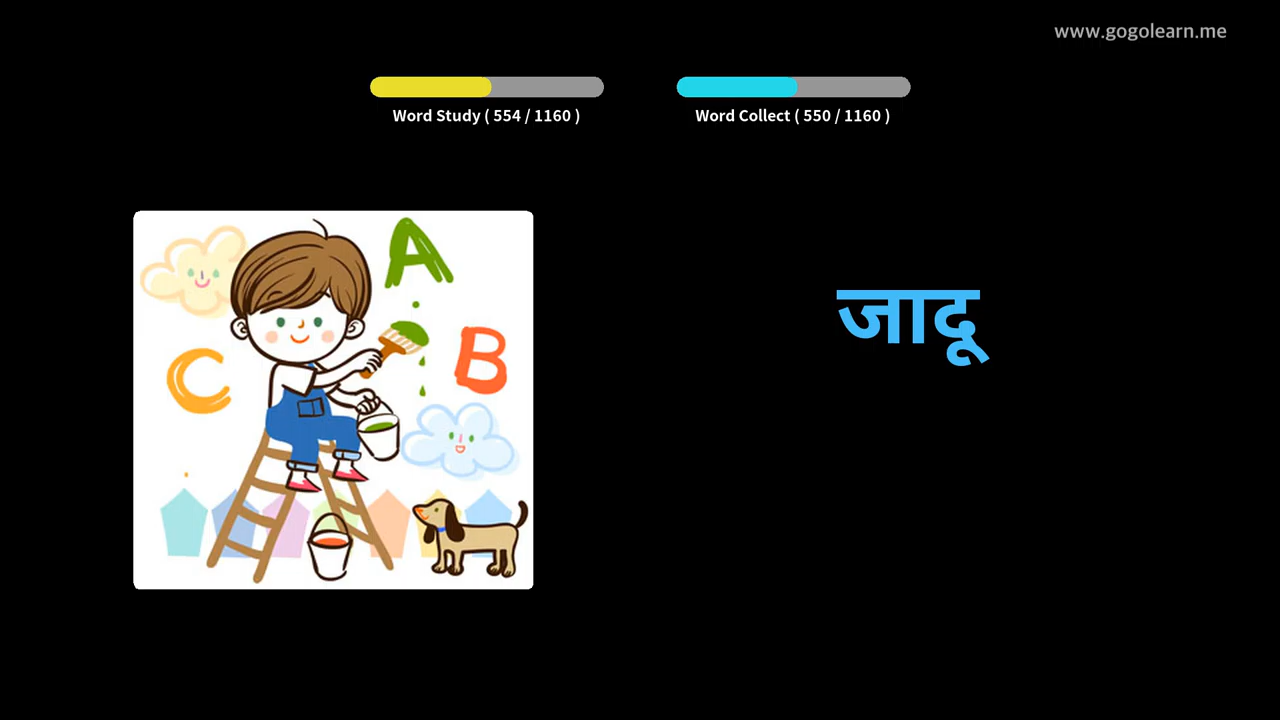 www.gogolearn.me
Word Study ( 554 / 1160 )
Word Collect ( 550 / 1160 )
A
B
C
जादू